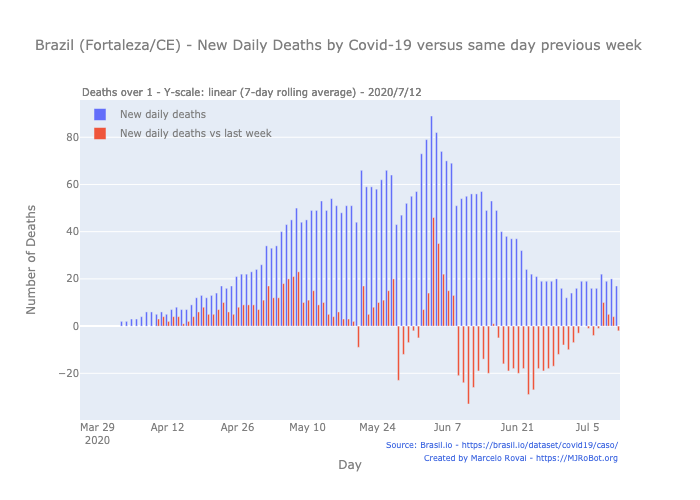 Brazil (Fortaleza/CE) - New Daily Deaths by Covid-19 versus same day previous week
Deaths over 1 - Y-scale: linear (7-day rolling average) - 2020/7/12
New daily deaths
New daily deaths vs last week
Number of Deaths
80
60
40
20
0
−20
Mar 29
2020
Apr 12
Apr 26
May 10
May 24
Jun 7
Jun 21
Jul 5
Day
Source: Brasil.io - https://brasil.io/dataset/covid19/caso/
Created by Marcelo Rovai - https://MJRoBot.org